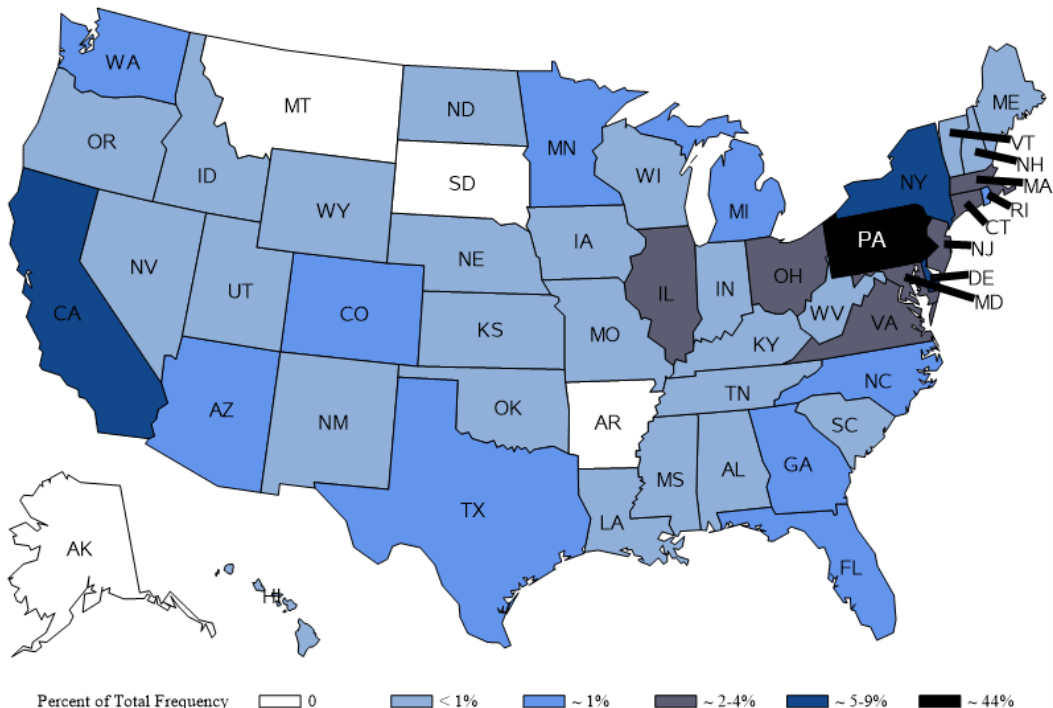 WA
MT
ND
ME
OR
MN
VT
ID
SD
WI
NH
NY
MA
WY
MI
RI
CT
PA
NJ
IA
NE
NV
OH
DE
UT
IL
IN
MD
CA
CO
WV
VA
KS
MO
KY
NC
TN
AZ
OK
NM
AR
SC
GA
MS
AL
TX
LA
AK
FL
HI
Percent of Total Frequency 0 < 1% ~ 1% ~ 2-4% ~ 5-9% ~ 44%